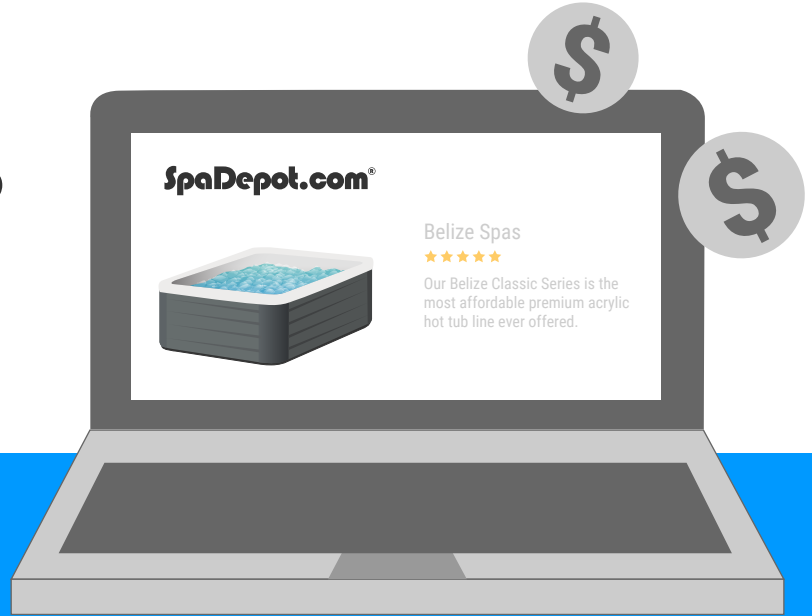 $
$
SpaDepot.com®
Belize Spas
Our Belize Classic Series is the
most affordable premium acrylic
hot tub line ever offered.